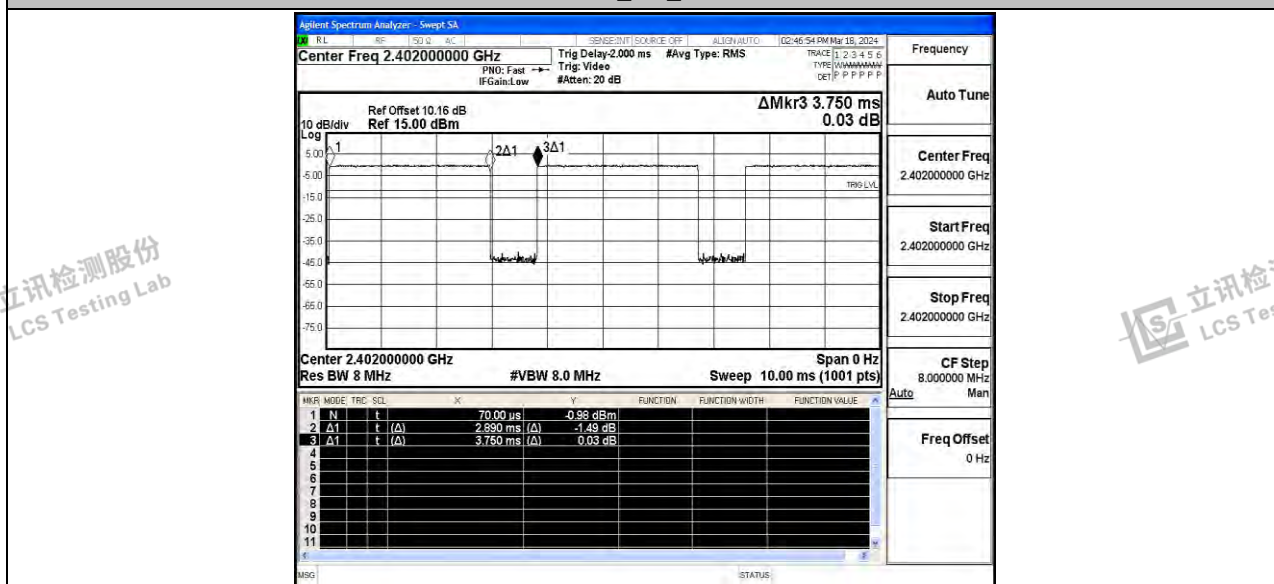 Agilent Spectrum Analyzer - Swept SA
RL RF 50 Ω AC SENSE:INT SOURCE OFF ALIGN AUTO 02:46:54 PM Mar 18, 2024
Center Freq 2.402000000 GHz
PNO: Fast
IFGain:Low
Trig Delay-2.000 ms
Trig: Video
#Atten: 20 dB
#Avg Type: RMS
TRACE 1 2 3 4 5 6
TYPE
DET P P P P P P
Ref Offset 10.16 dB
Ref 15.00 dBm
10 dB/div
Log
ΔMkr3 3.750 ms
0.03 dB
1
2Δ1
3Δ1
TRIG LVL
5.00
-5.00
-15.0
-25.0
-35.0
-45.0
-55.0
-65.0
-75.0
Center 2.402000000 GHz
Span 0 Hz
Res BW 8 MHz
#VBW 8.0 MHz
Sweep 10.00 ms (1001 pts)
MKR MODE TRC SCL X Y FUNCTION FUNCTION WIDTH FUNCTION VALUE
1 N t 70.00 µs -0.98 dBm
2 Δ1 t (Δ) 2.890 ms (Δ) -1.49 dB
3 Δ1 t (Δ) 3.750 ms (Δ) 0.03 dB
4
5
6
7
8
9
10
11
MSG
STATUS
Frequency
Auto Tune
Center Freq
2.402000000 GHz
Start Freq
2.402000000 GHz
Stop Freq
2.402000000 GHz
CF Step
8.000000 MHz
Auto Man
Freq Offset
0 Hz
立讯检测股份
LCS Testing Lab
立讯检
LCS Tes